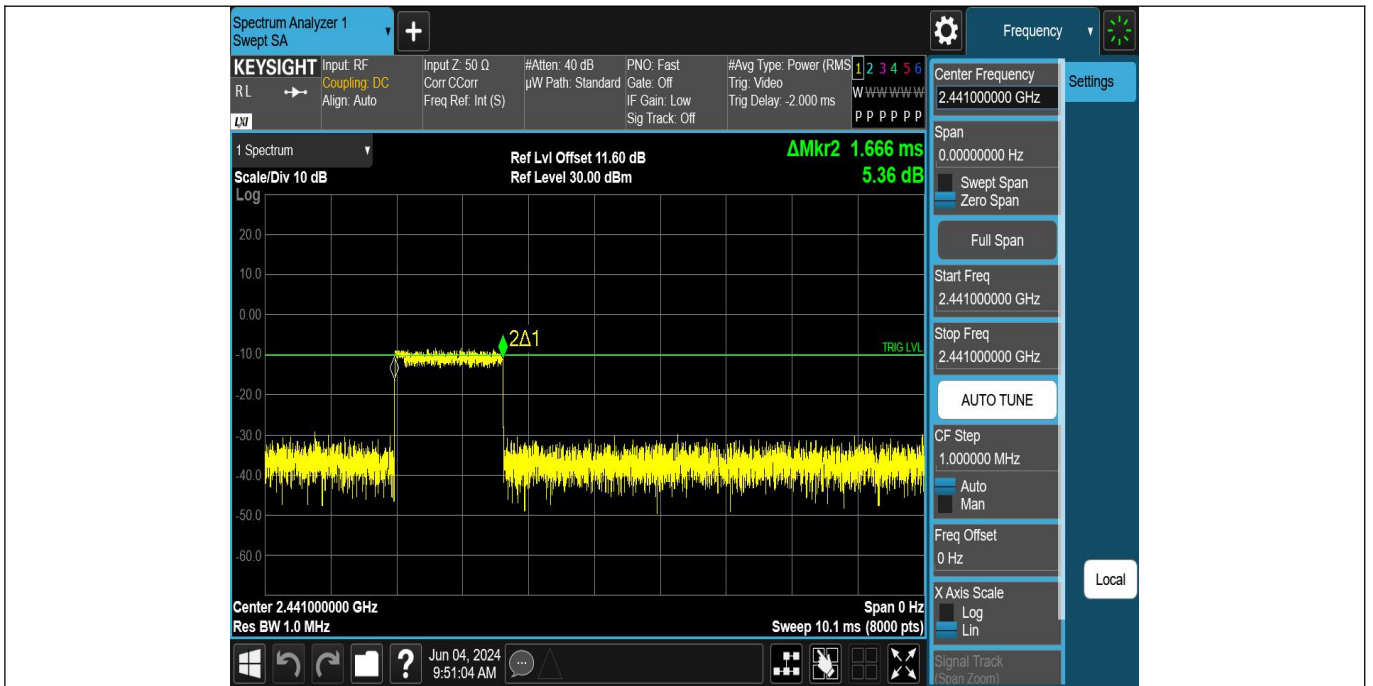 Spectrum Analyzer 1
Swept SA
Frequency
KEYSIGHT
RL
LXI
Input: RF
Coupling: DC
Align: Auto
Input Z: 50 Ω
Corr CCorr
Freq Ref: Int (S)
#Atten: 40 dB
µW Path: Standard
PNO: Fast
Gate: Off
IF Gain: Low
Sig Track: Off
#Avg Type: Power (RMS
Trig: Video
Trig Delay: -2.000 ms
1 2 3 4 5 6
W W W W W W
P P P P P P
1 Spectrum
Scale/Div 10 dB
Log
Ref Lvl Offset 11.60 dB
Ref Level 30.00 dBm
ΔMkr2 1.666 ms
5.36 dB
20.0
10.0
0.00
-10.0
-20.0
-30.0
-40.0
-50.0
-60.0
2Δ1
TRIG LVL
Center 2.441000000 GHz
Res BW 1.0 MHz
Span 0 Hz
Sweep 10.1 ms (8000 pts)
Jun 04, 2024
9:51:04 AM
Center Frequency
2.441000000 GHz
Settings
Span
0.00000000 Hz
Swept Span
Zero Span
Full Span
Start Freq
2.441000000 GHz
Stop Freq
2.441000000 GHz
AUTO TUNE
CF Step
1.000000 MHz
Auto
Man
Freq Offset
0 Hz
Local
X Axis Scale
Log
Lin
Signal Track
(Span Zoom)